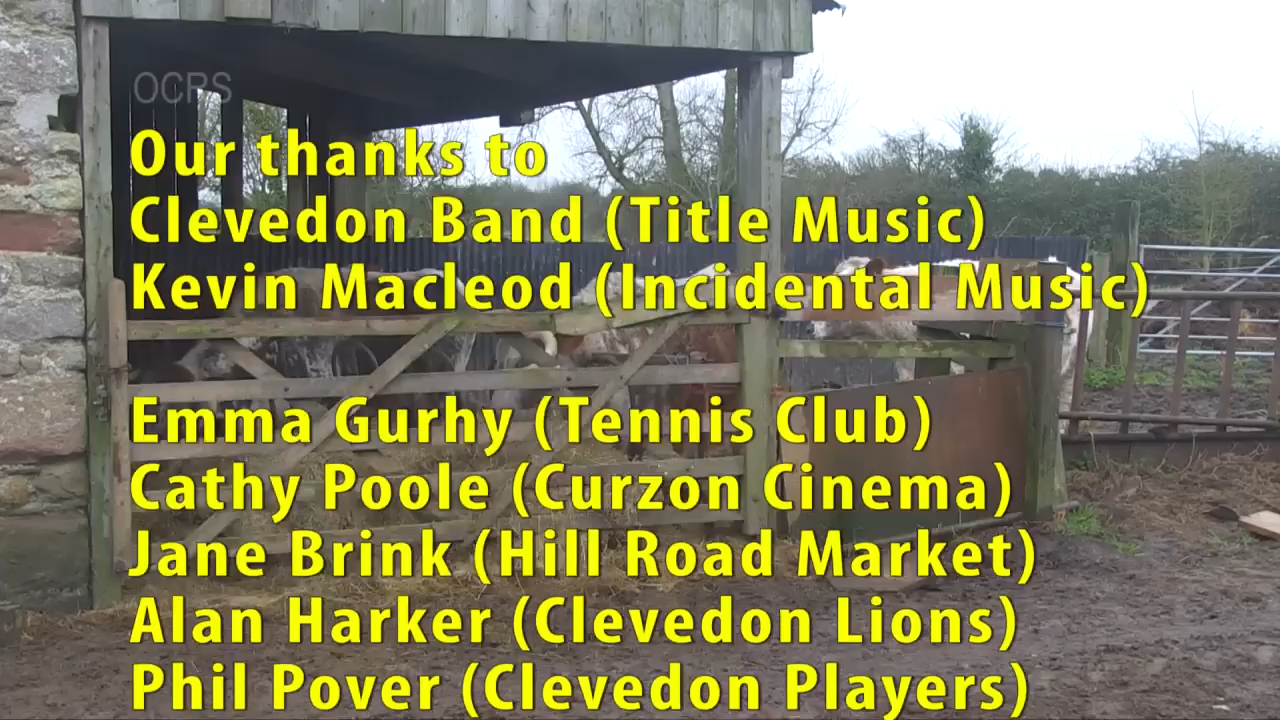 OCRS
Our thanks to
Clevedon Band (Title Music)
Kevin Macleod (Incidental Music)
Emma Gurhy (Tennis Club)
Cathy Poole (Curzon Cinema)
Jane Brink (Hill Road Market)
Alan Harker (Clevedon Lions)
Phil Pover (Clevedon Players)